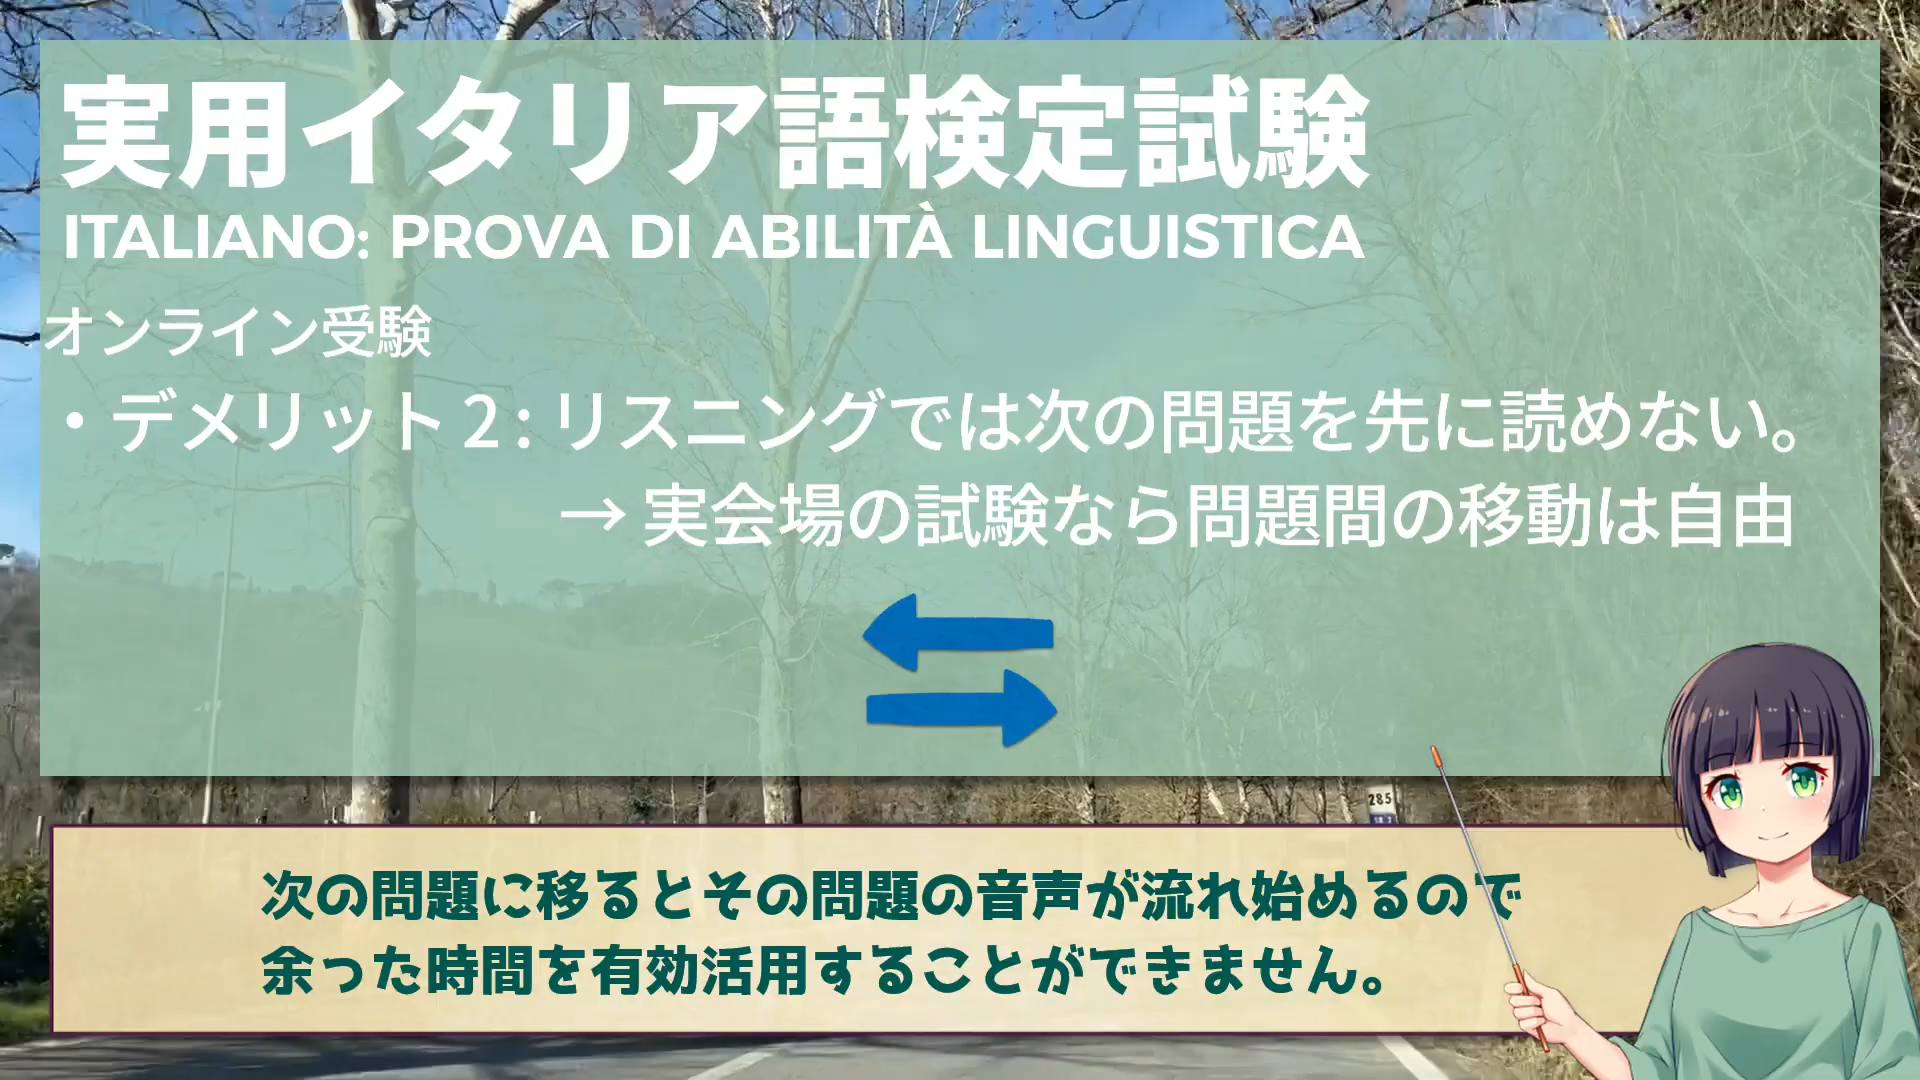 実用イタリア語検定試験
ITALIANO: PROVA DI ABILITÀ LINGUISTICA
オンライン受験
・デメリット2:リスニングでは次の問題を先に読めない。
→実会場の試験なら問題間の移動は自由
285
次の問題に移るとその問題の音声が流れ始めるので
余った時間を有効活用することができません。